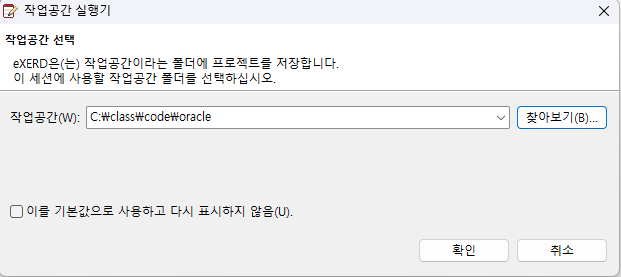 작업공간 실행기
작업공간 선택
eXERD은(는) 작업공간이라는 폴더에 프로젝트를 저장합니다.
이 세션에 사용할 작업공간 폴더를 선택하십시오.
작업공간(W): C:₩class₩code₩oracle 찾아보기(B)...
이를 기본값으로 사용하고 다시 표시하지 않음(U).
확인 취소